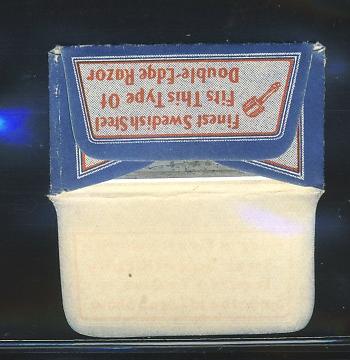 Finest Swedish Steel
Fits This Type Of
Double-Edge Razor